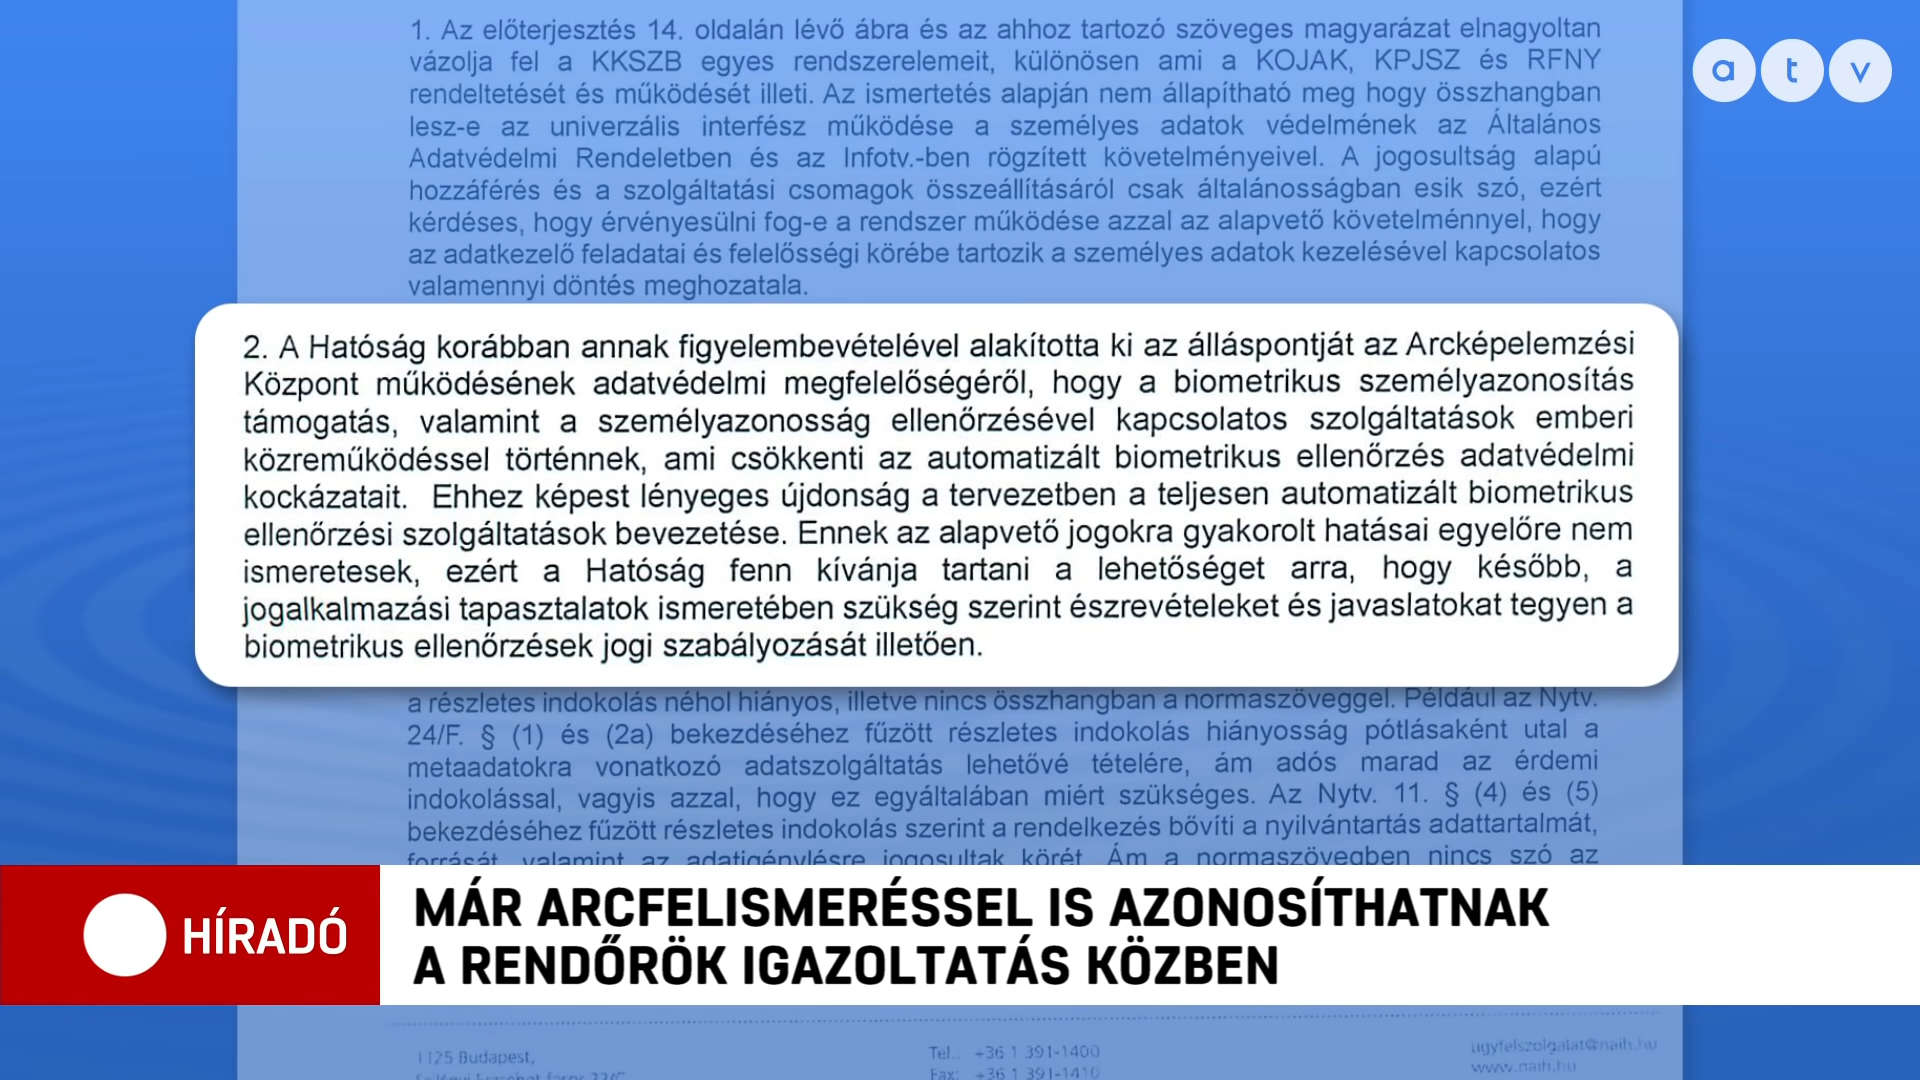 1. Az előterjesztés 14. oldalán lévő ábra és az ahhoz tartozó szöveges magyarázat elnagyoltan
vázolja fel a KKSZB egyes rendszerelemeit, különösen ami a KOJAK, KPJSZ és RFNY
rendeltetését és működését illeti. Az ismertetés alapján nem állapítható meg hogy összhangban
lesz-e az univerzális interfész működése a személyes adatok védelmének az Általános
Adatvédelmi Rendeletben és az Infotv.-ben rögzített követelményeivel. A jogosultság alapú
hozzáférés és a szolgáltatási csomagok összeállításáról csak általánosságban esik szó, ezért
kérdéses, hogy érvényesülni fog-e a rendszer működése azzal az alapvető követelménnyel, hogy
az adatkezelő feladatai és felelősségi körébe tartozik a személyes adatok kezelésével kapcsolatos
valamennyi döntés meghozatala.
a t v
2. A Hatóság korábban annak figyelembevételével alakította ki az álláspontját az Arcképelemzési
Központ működésének adatvédelmi megfelelőségéről, hogy a biometrikus személyazonosítás
támogatás, valamint a személyazonosság ellenőrzésével kapcsolatos szolgáltatások emberi
közreműködéssel történnek, ami csökkenti az automatizált biometrikus ellenőrzés adatvédelmi
kockázatait. Ehhez képest lényeges újdonság a tervezetben a teljesen automatizált biometrikus
ellenőrzési szolgáltatások bevezetése. Ennek az alapvető jogokra gyakorolt hatásai egyelőre nem
ismeretesek, ezért a Hatóság fenn kívánja tartani a lehetőséget arra, hogy később, a
jogalkalmazási tapasztalatok ismeretében szükség szerint észrevételeket és javaslatokat tegyen a
biometrikus ellenőrzések jogi szabályozását illetően.
a részletes indokolás néhol hiányos, illetve nincs összhangban a normaszöveggel. Például az Nytv.
24/F. § (1) és (2a) bekezdéséhez fűzött részletes indokolás hiányosság pótlásaként utal a
metaadatokra vonatkozó adatszolgáltatás lehetővé tételére, ám adós marad az érdemi
indokolással, vagyis azzal, hogy ez egyáltalában miért szükséges. Az Nytv. 11. § (4) és (5)
bekezdéséhez fűzött részletes indokolás szerint a rendelkezés bővíti a nyilvántartás adattartalmát,
forrását, valamint az adatigénylésre jogosultak körét. Ám a normaszövegben nincs szó az
HÍRADÓ
MÁR ARCFELISMERÉSSEL IS AZONOSÍTHATNAK
A RENDŐRÖK IGAZOLTATÁS KÖZBEN
1125 Budapest,
Tel.: +36 1 391-1400
Fax: +36 1 391-1410
ugyfelszolgalat@naih.hu
www.naih.hu